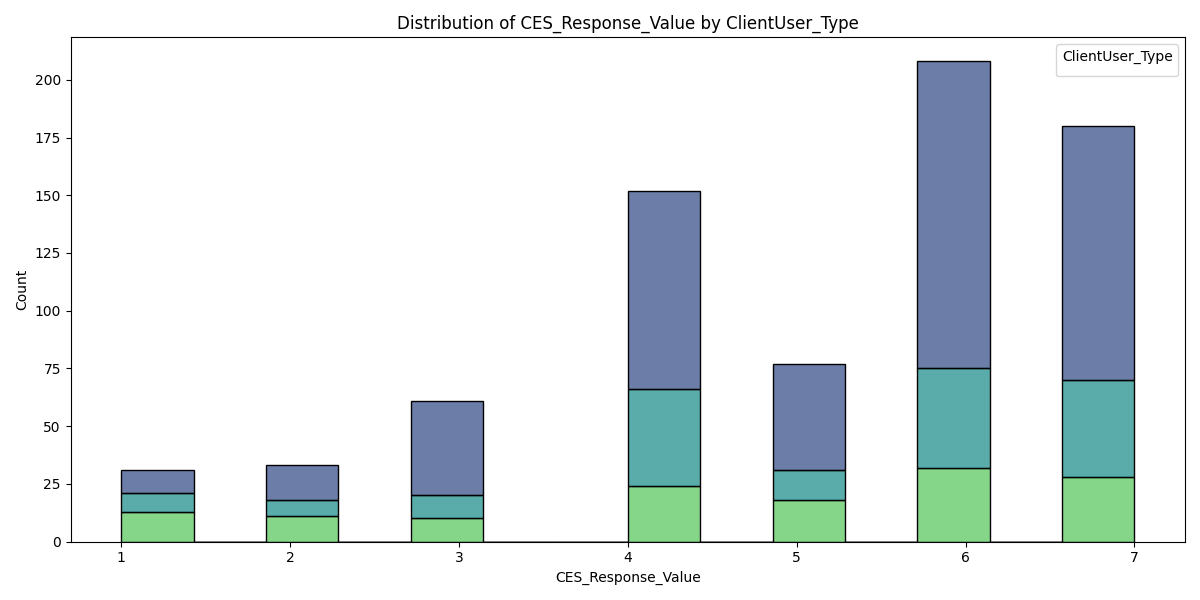 Distribution of CES_Response_Value by ClientUser_Type
ClientUser_Type
200
175
150
125
100
75
50
25
0
Count
1 2 3 4 5 6 7
CES_Response_Value